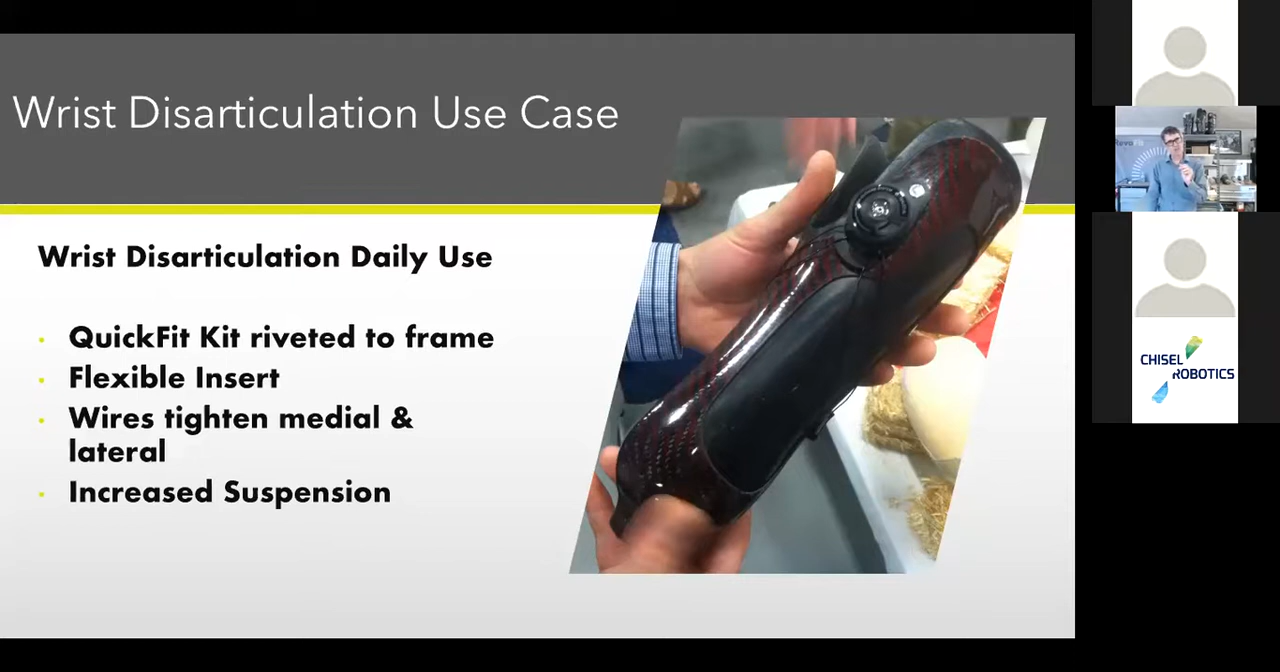 Wrist Disarticulation Use Case
Wrist Disarticulation Daily Use
• QuickFit Kit riveted to frame
• Flexible Insert
• Wires tighten medial &
lateral
• Increased Suspension
CHISEL
ROBOTICS